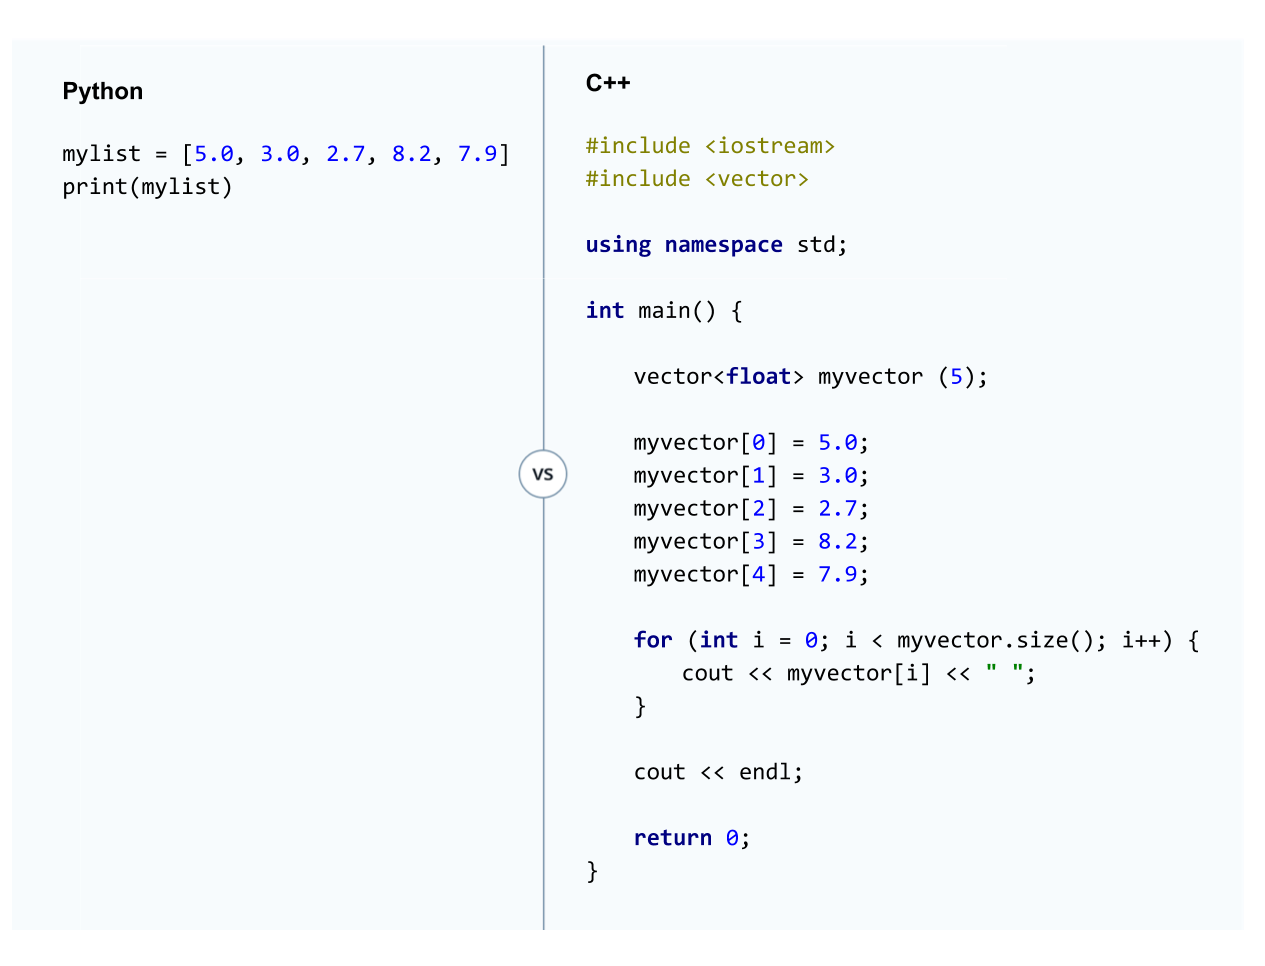 Python
mylist = [5.0, 3.0, 2.7, 8.2, 7.9]
print(mylist)
VS
C++
#include <iostream>
#include <vector>
using namespace std;
int main() {
vector<float> myvector (5);
myvector[0] = 5.0;
myvector[1] = 3.0;
myvector[2] = 2.7;
myvector[3] = 8.2;
myvector[4] = 7.9;
for (int i = 0; i < myvector.size(); i++) {
cout << myvector[i] << " ";
}
cout << endl;
return 0;
}